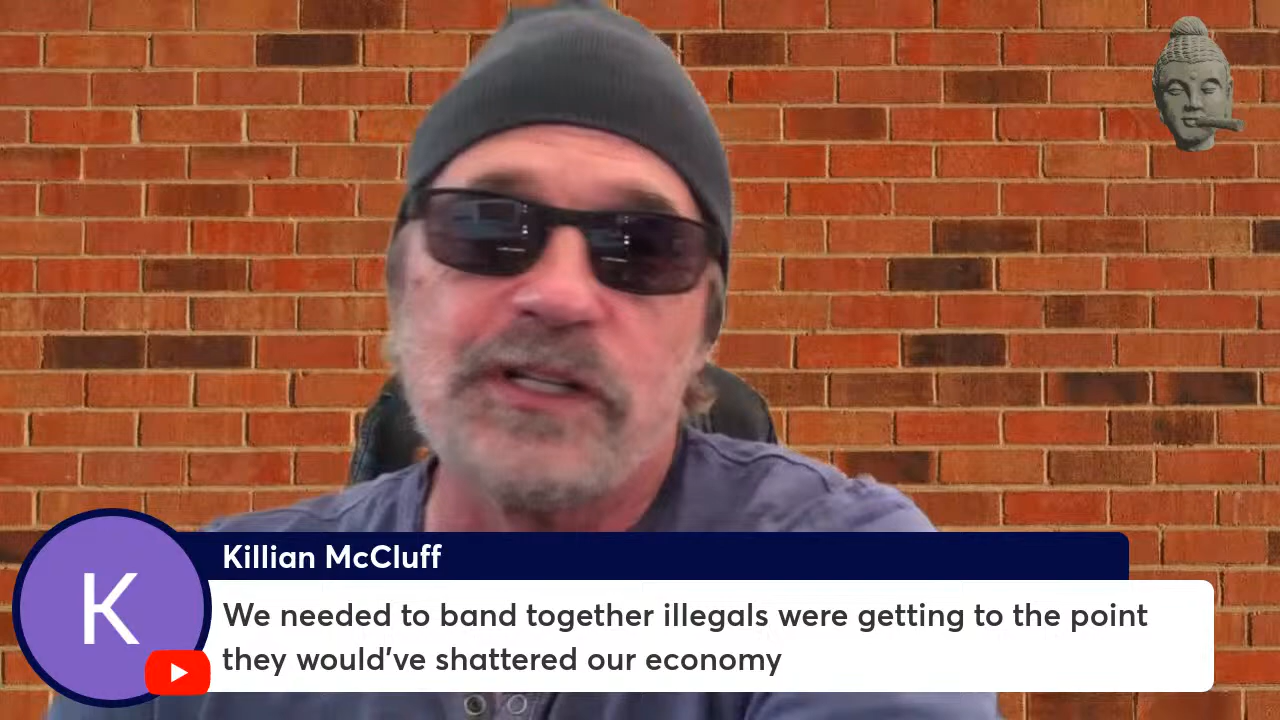 K
Killian McCluff
We needed to band together illegals were getting to the point
they would've shattered our economy